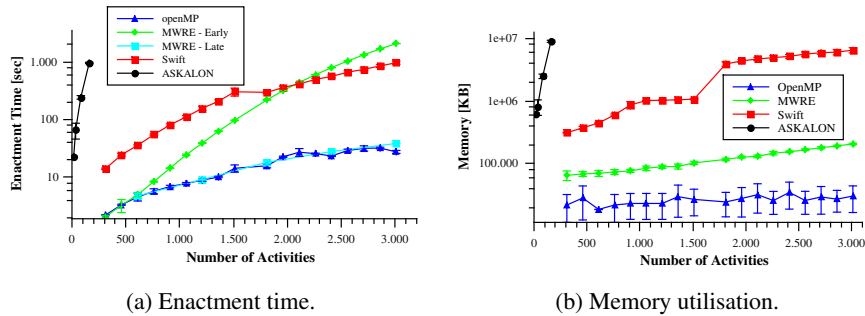 openMP
MWRE - Early
MWRE - Late
Swift
ASKALON
Enactment Time [sec]
1.000
100
10
0
500
1.000
1.500
2.000
2.500
3.000
Number of Activities
(a) Enactment time.
OpenMP
MWRE
Swift
ASKALON
Memory [KB]
1e+07
1e+06
100.000
0
500
1.000
1.500
2.000
2.500
3.000
Number of Activities
(b) Memory utilisation.